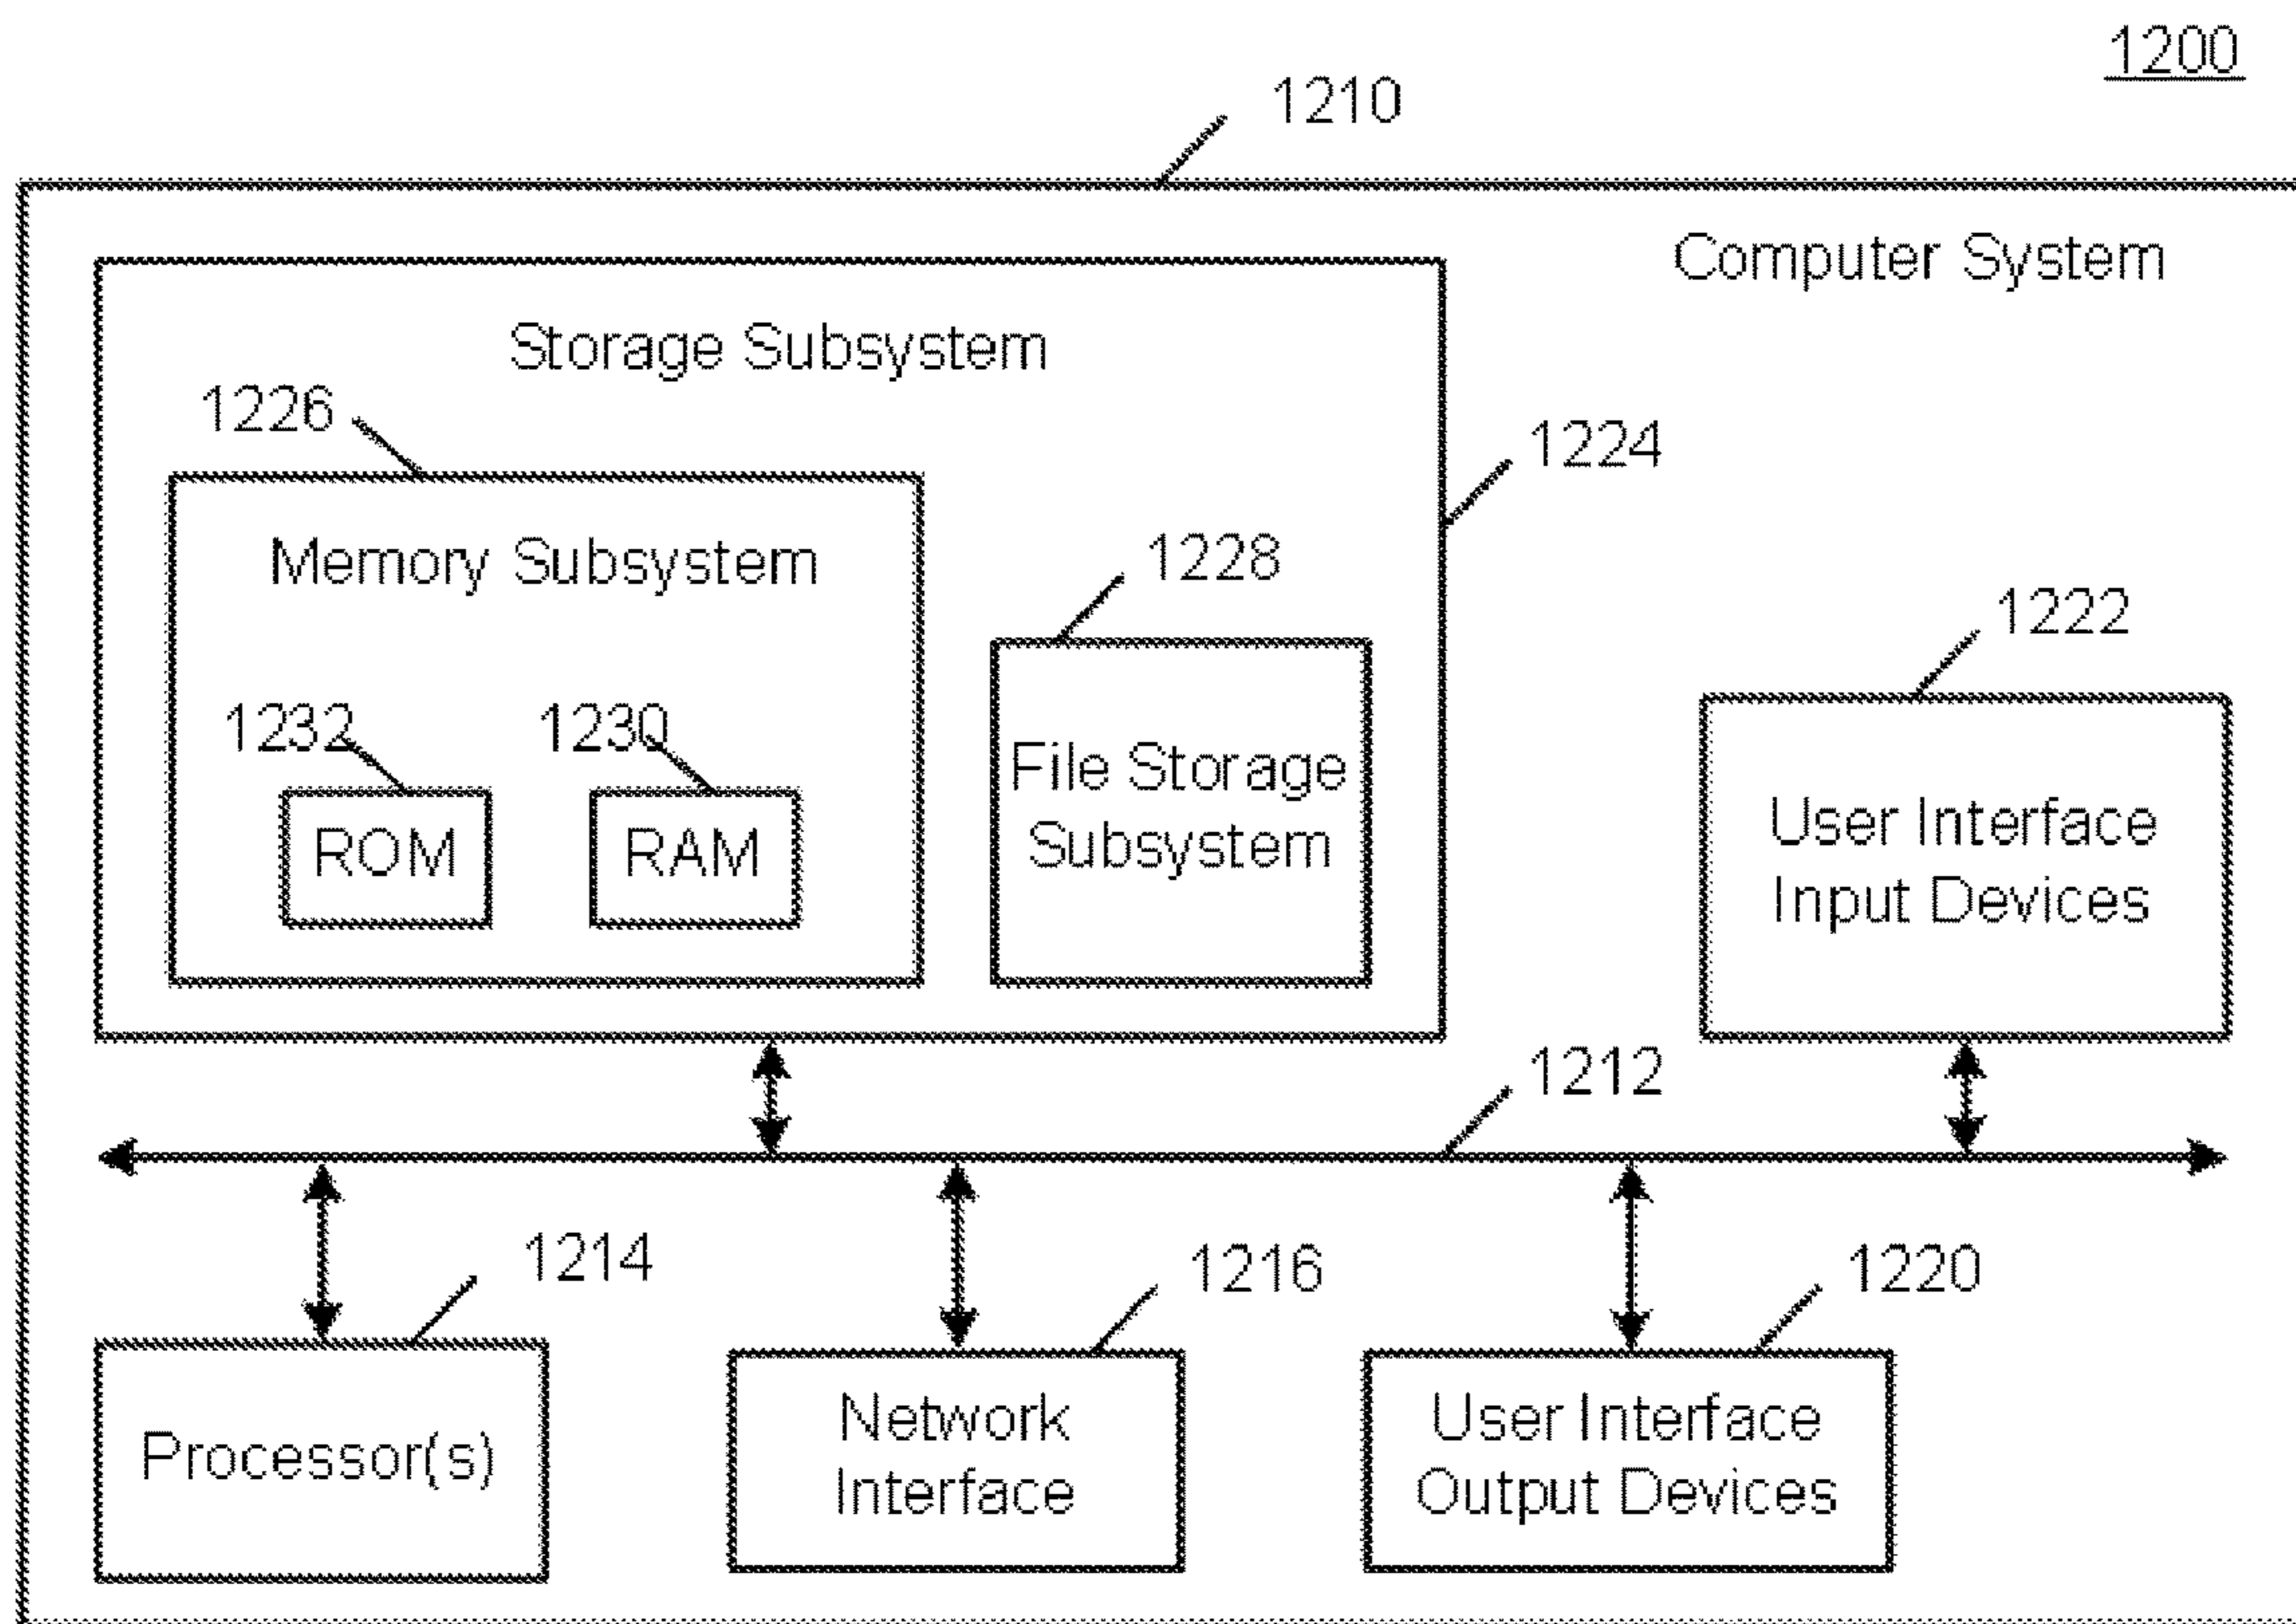 1200
1210
Computer System
Storage Subsystem
1226
1224
Memory Subsystem
1228
1222
1232
1230
File Storage
Subsystem
ROM
RAM
User Interface
Input Devices
1212
1214
1216
1220
Processor(s)
Network
Interface
User Interface
Output Devices